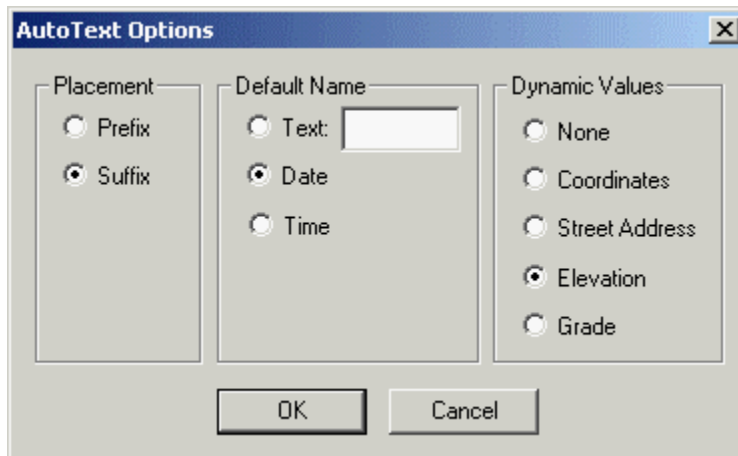 AutoText Options
Placement
Prefix
Suffix
Default Name
Text:
Date
Time
Dynamic Values
None
Coordinates
Street Address
Elevation
Grade
OK
Cancel